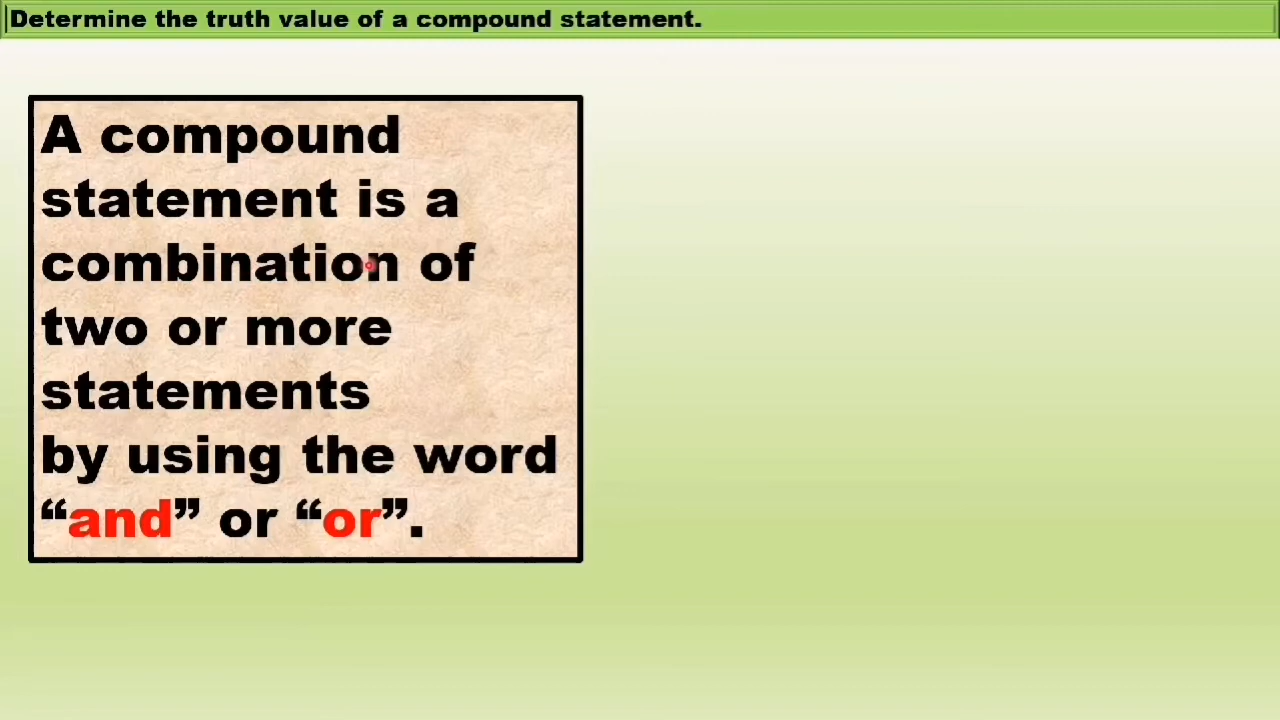 Determine the truth value of a compound statement.
A compound
statement is a
combination of
two or more
statements
by using the word
“and” or “or”.